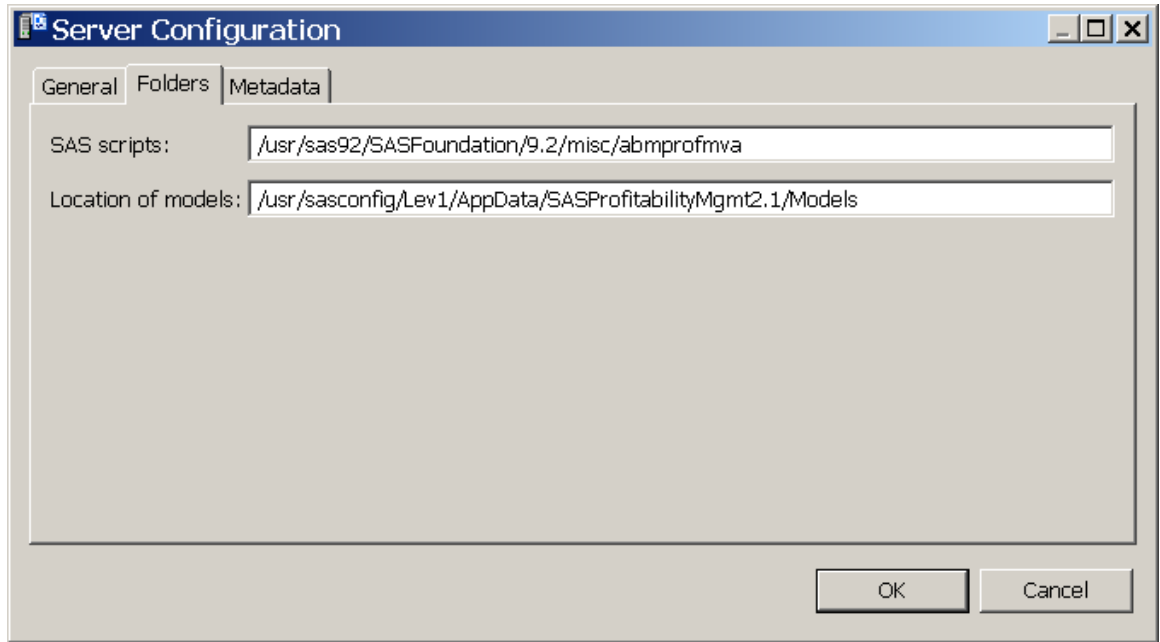 Server Configuration
General Folders Metadata
SAS scripts: /usr/sas92/SASFoundation/9.2/misc/abmprofmva
Location of models: /usr/sasconfig/Lev1/AppData/SASProfitabilityMgmt2.1/Models
OK Cancel